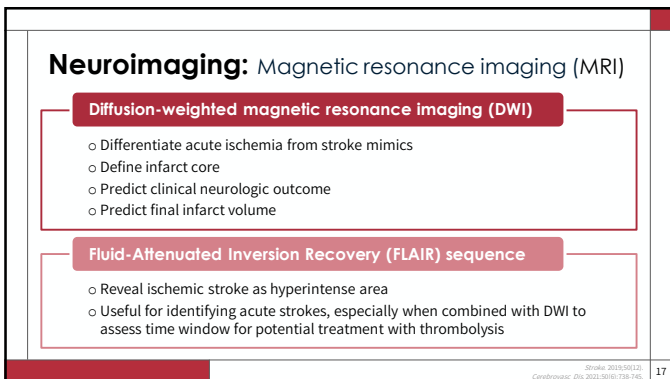 Neuroimaging: Magnetic resonance imaging (MRI)
Diffusion-weighted magnetic resonance imaging (DWI)
o Differentiate acute ischemia from stroke mimics
o Define infarct core
o Predict clinical neurologic outcome
o Predict final infarct volume
Fluid-Attenuated Inversion Recovery (FLAIR) sequence
o Reveal ischemic stroke as hyperintense area
o Useful for identifying acute strokes, especially when combined with DWI to
assess time window for potential treatment with thrombolysis
Stroke. 2019;50(12).
Cerebrovasc Dis. 2021;50(6):738-745.
17